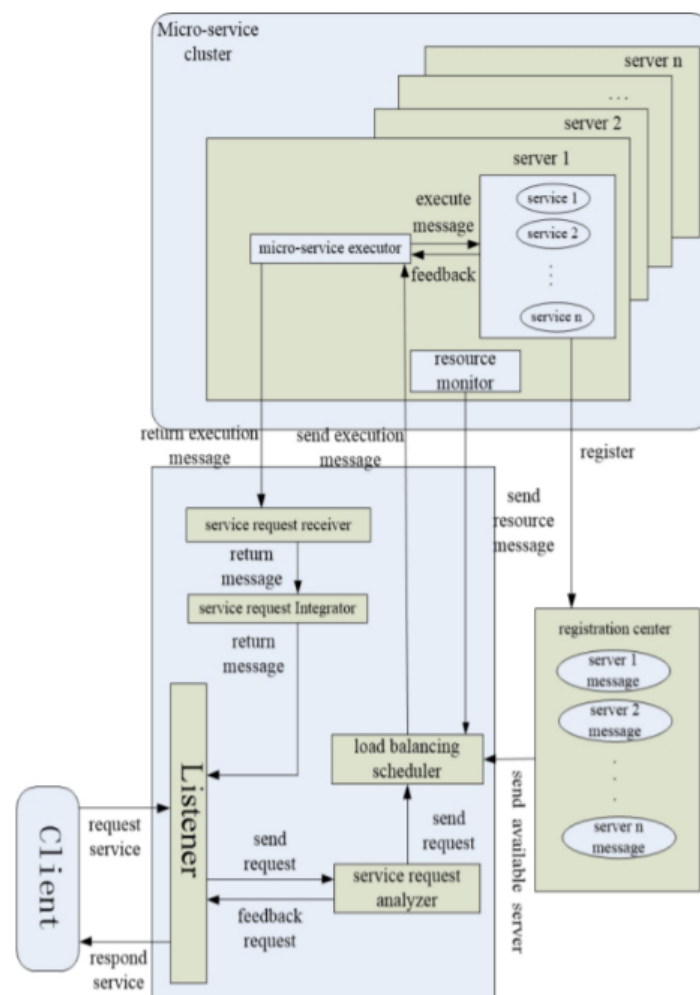 Micro-service
cluster
server n
...
server 2
server 1
service 1
service 2
service n
execute
message
micro-service executor
feedback
resource
monitor
return execution
message
send execution
message
register
send
resource
message
service request receiver
return
message
service request Integrator
return
message
registration center
server 1
message
server 2
message
server n
message
load balancing
scheduler
Listener
Client
request
service
send
request
send
request
service request
analyzer
feedback
request
respond
service
send available server